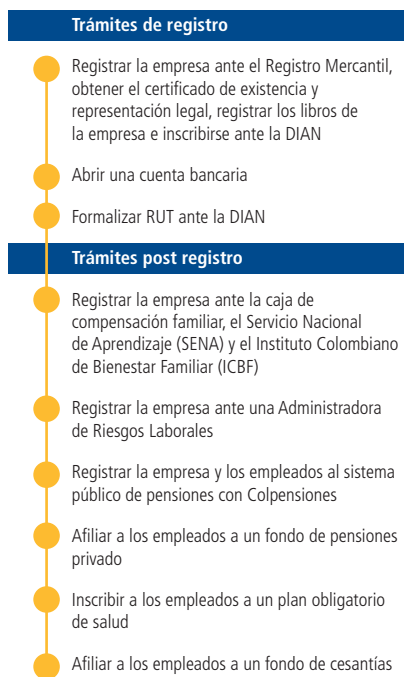 Trámites de registro
Registrar la empresa ante el Registro Mercantil,
obtener el certificado de existencia y
representación legal, registrar los libros de
la empresa e inscribirse ante la DIAN
Abrir una cuenta bancaria
Formalizar RUT ante la DIAN
Trámites post registro
Registrar la empresa ante la caja de
compensación familiar, el Servicio Nacional
de Aprendizaje (SENA) y el Instituto Colombiano
de Bienestar Familiar (ICBF)
Registrar la empresa ante una Administradora
de Riesgos Laborales
Registrar la empresa y los empleados al sistema
público de pensiones con Colpensiones
Afiliar a los empleados a un fondo de pensiones
privado
Inscribir a los empleados a un plan obligatorio
de salud
Afiliar a los empleados a un fondo de cesantías